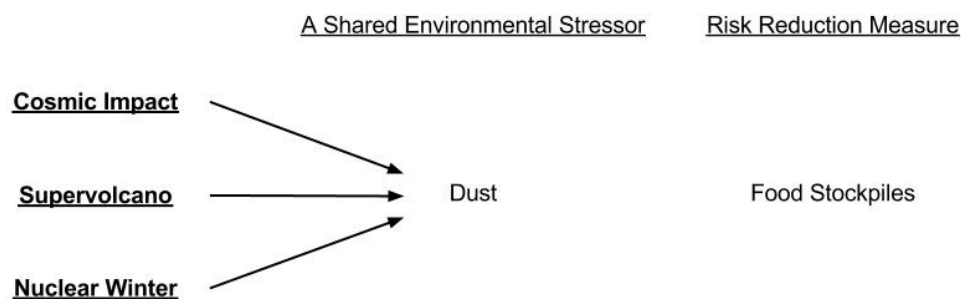 A Shared Environmental Stressor Risk Reduction Measure
Cosmic Impact
Supervolcano Dust Food Stockpiles
Nuclear Winter